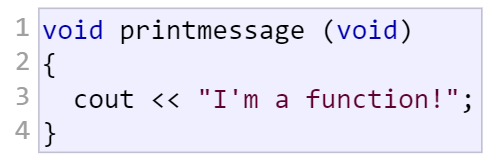 1 void printmessage (void)
2 {
3   cout << "I'm a function!";
4 }